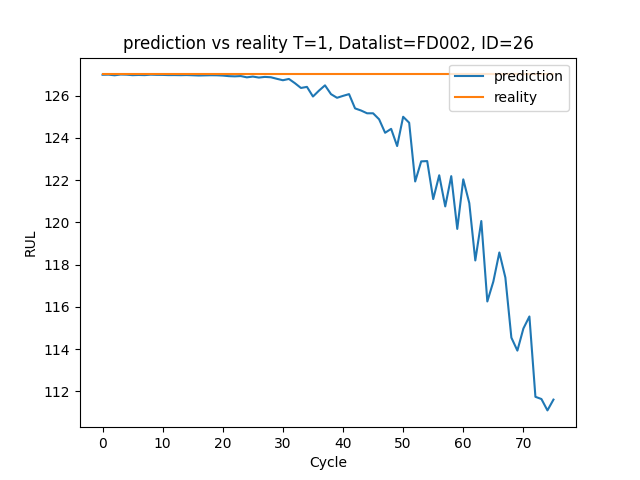 prediction vs reality T=1, Datalist=FD002, ID=26
prediction
reality
RUL
126
124
122
120
118
116
114
112
0 10 20 30 40 50 60 70
Cycle